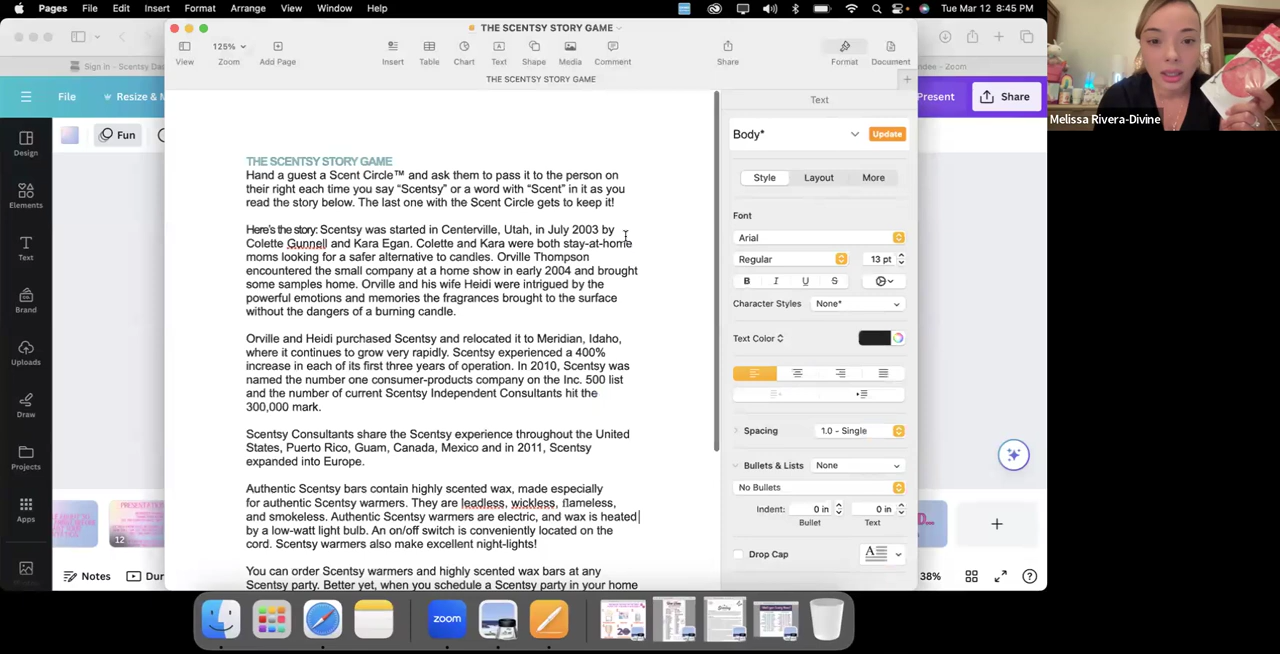 Pages File Edit Insert Format Arrange View Window Help
Tue Mar 12 8:45 PM
THE SCENTSY STORY GAME
Sign in - Scentsy Da
ndee - Zoom
125%
View Zoom Add Page Insert Table Chart Text Shape Media Comment Share Format Document
THE SCENTSY STORY GAME
File Resize & M
Present Share
Fun
Design
Elements
Text
Brand
Uploads
Draw
Projects
Apps
THE SCENTSY STORY GAME
Hand a guest a Scent Circle™ and ask them to pass it to the person on
their right each time you say “Scentsy” or a word with “Scent” in it as you
read the story below. The last one with the Scent Circle gets to keep it!
Here's the story: Scentsy was started in Centerville, Utah, in July 2003 by
Colette Gunnell and Kara Egan. Colette and Kara were both stay-at-home
moms looking for a safer alternative to candles. Orville Thompson
encountered the small company at a home show in early 2004 and brought
some samples home. Orville and his wife Heidi were intrigued by the
powerful emotions and memories the fragrances brought to the surface
without the dangers of a burning candle.
Orville and Heidi purchased Scentsy and relocated it to Meridian, Idaho,
where it continues to grow very rapidly. Scentsy experienced a 400%
increase in each of its first three years of operation. In 2010, Scentsy was
named the number one consumer-products company on the Inc. 500 list
and the number of current Scentsy Independent Consultants hit the
300,000 mark.
Scentsy Consultants share the Scentsy experience throughout the United
States, Puerto Rico, Guam, Canada, Mexico and in 2011, Scentsy
expanded into Europe.
Authentic Scentsy bars contain highly scented wax, made especially
for authentic Scentsy warmers. They are leadless, wickless, flameless,
and smokeless. Authentic Scentsy warmers are electric, and wax is heated
by a low-watt light bulb. An on/off switch is conveniently located on the
cord. Scentsy warmers also make excellent night-lights!
You can order Scentsy warmers and highly scented wax bars at any
Scentsy party. Better yet, when you schedule a Scentsy party in your home
Text
Body* Update
Style Layout More
Font
Arial
Regular 13 pt
B I U S
Character Styles None*
Text Color
Spacing 1.0 - Single
Bullets & Lists None
No Bullets
Indent: 0 in 0 in
Bullet Text
Drop Cap
Melissa Rivera-Divine
12
Notes Dur
38%
zoom